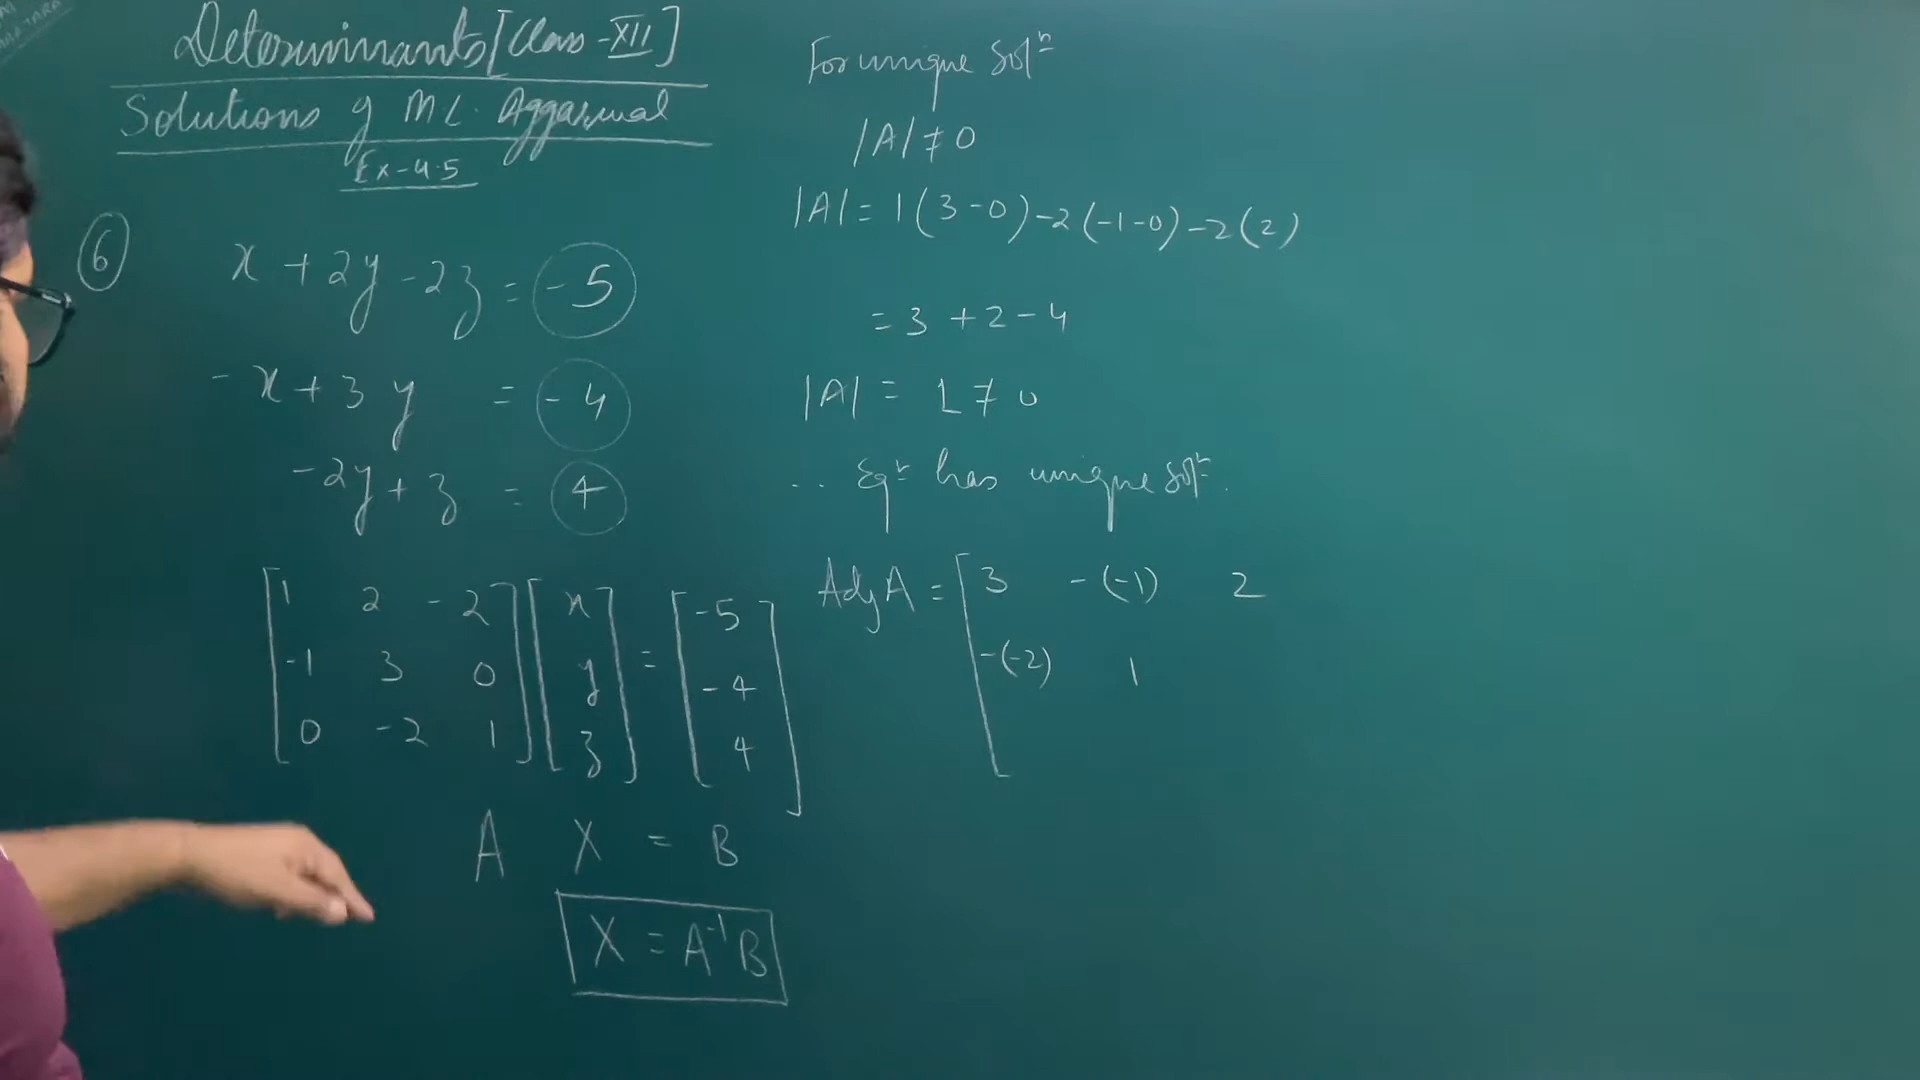 Determinants [Class-XII]
Solutions of ML. Aggarwal
Ex-4.5
6
x + 2y - 2z = -5
-x + 3y = -4
-2y + z = 4
[1 2 -2] [x] = [-5]
[-1 3 0] [y] [-4]
[0 -2 1] [z] [4]
A X = B
X = A⁻¹B
For unique Solⁿ
|A| ≠ 0
|A| = 1(3-0) -2(-1-0) -2(2)
= 3 + 2 - 4
|A| = 1 ≠ 0
∴ Eqⁿ has unique Solⁿ.
Adj A = [3 -(-1) 2
-(-2) 1